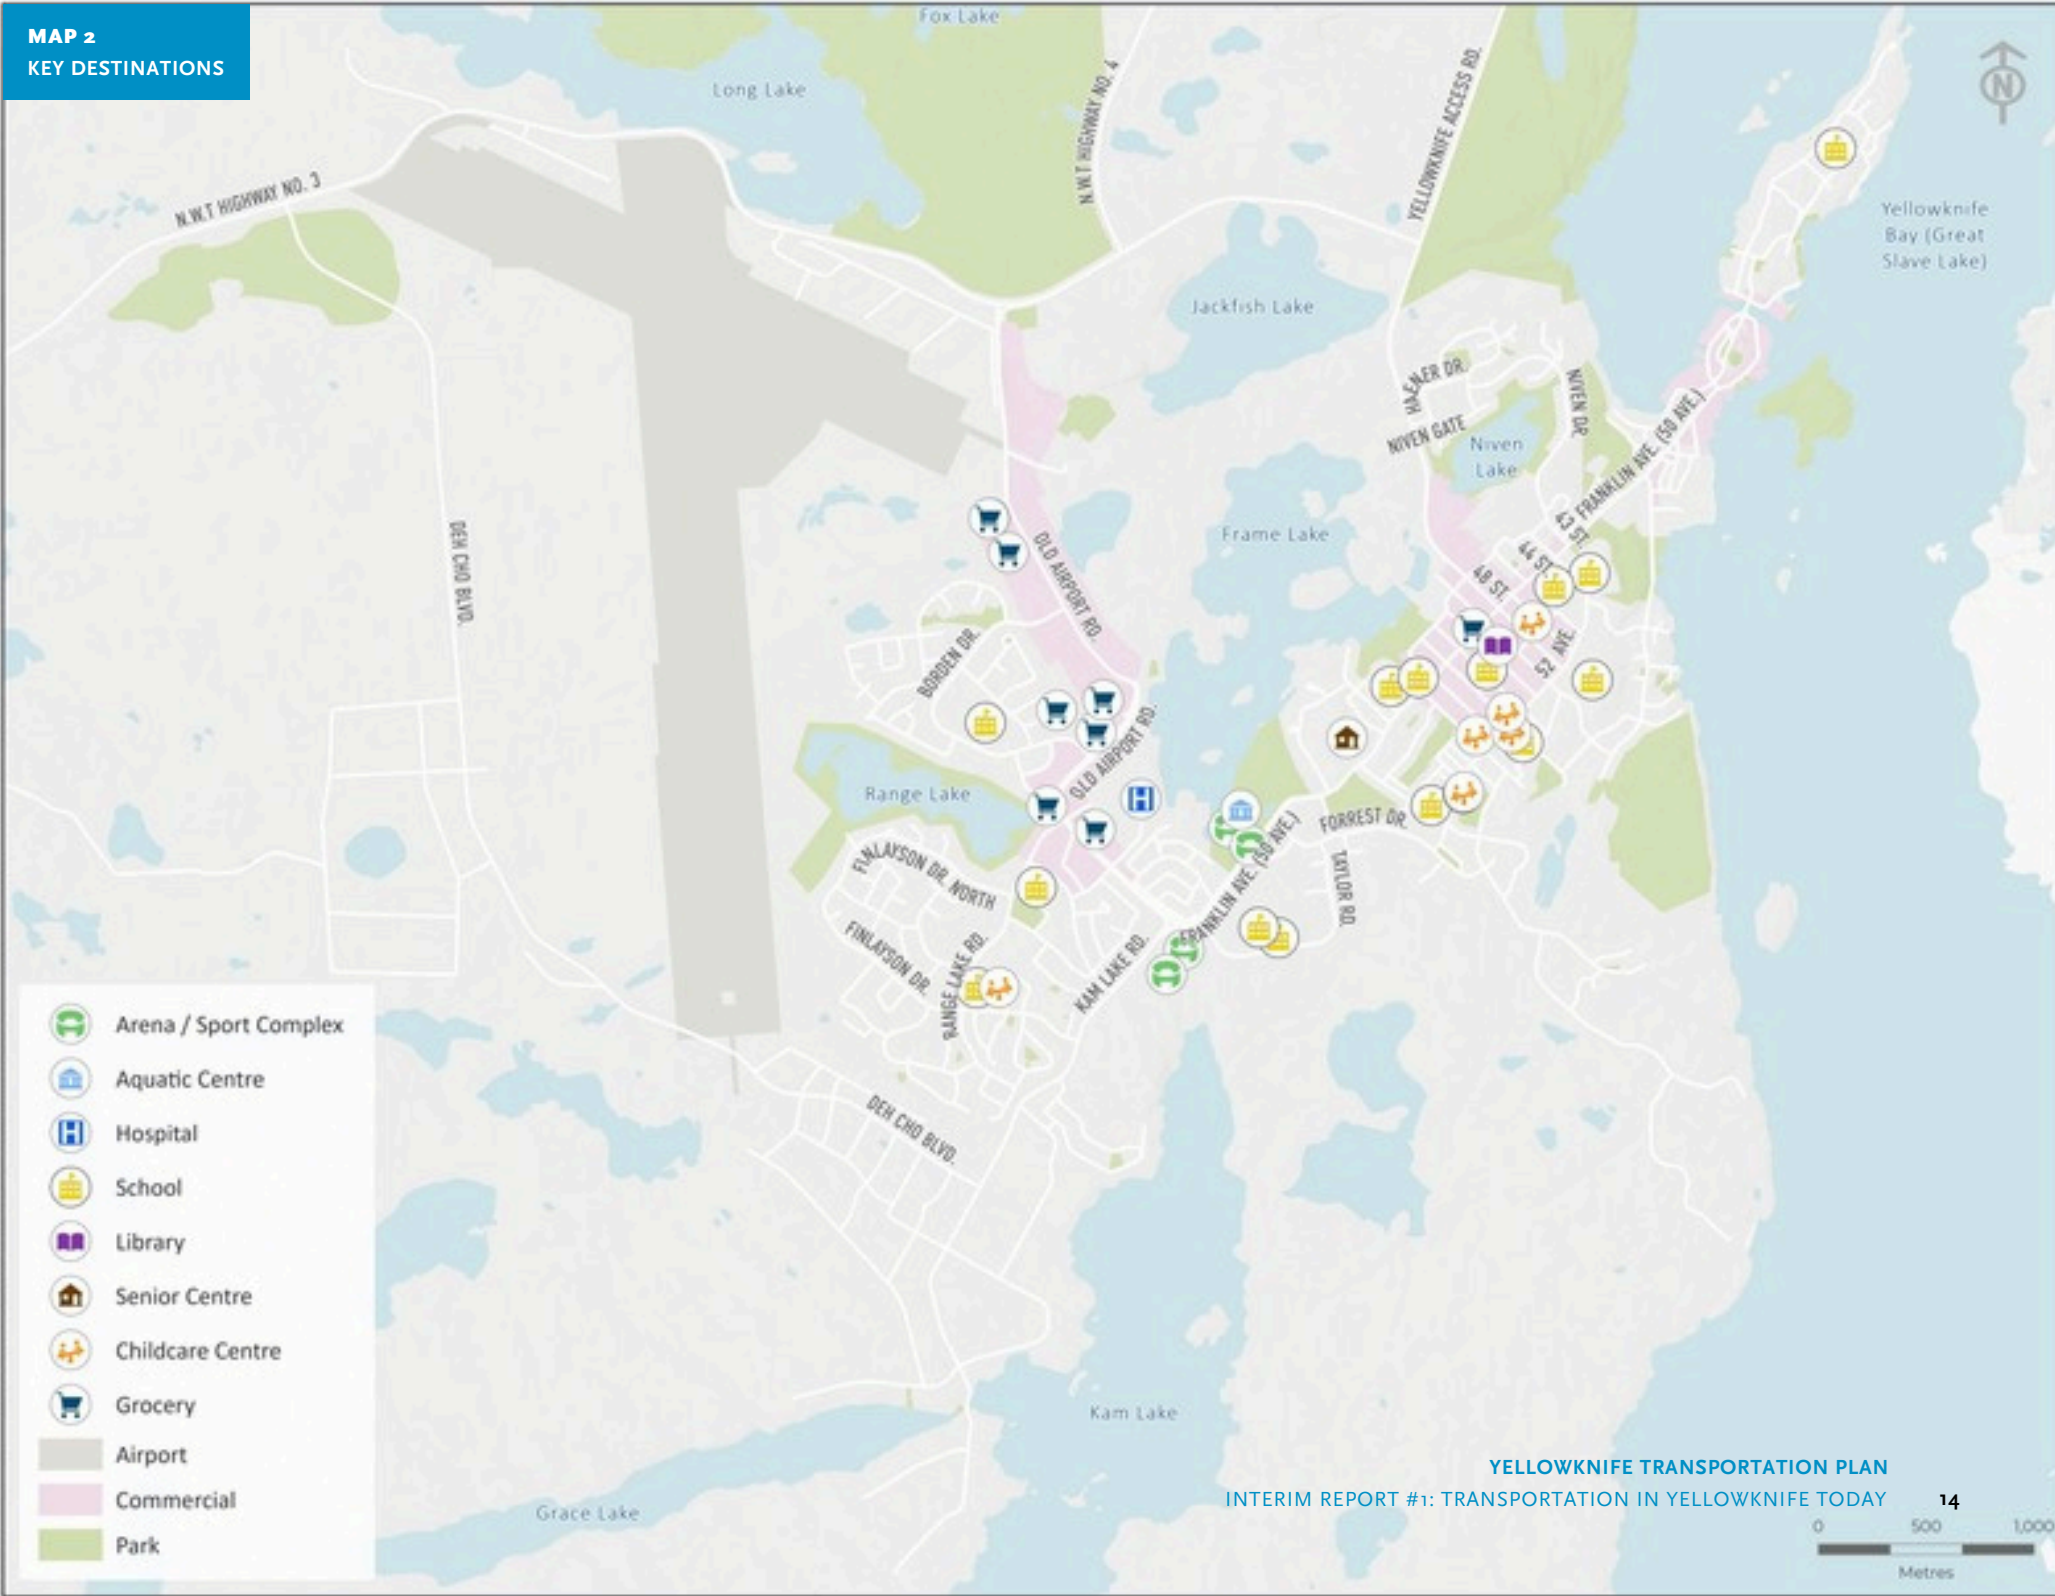 MAP 2
KEY DESTINATIONS
Fox Lake
Long Lake
N.W.T HIGHWAY NO. 4
YELLOWKNIFE ACCESS RD.
N
N.W.T HIGHWAY NO. 3
Yellowknife
Bay (Great
Slave Lake)
Jackfish Lake
HAENER DR.
NIVEN DR.
NIVEN GATE
Niven
Lake
FRANKLIN AVE. (50 AVE.)
43 ST.
44 ST.
48 ST.
52 AVE.
DEH CHO BLVD.
OLD AIRPORT RD.
Frame Lake
BORDEN DR.
OLD AIRPORT RD.
Range Lake
H
FORREST DR.
FRANKLIN AVE. (50 AVE.)
TAYLOR RD.
FINLAYSON DR. NORTH
FINLAYSON DR.
RANGE LAKE RD.
KAM LAKE RD.
DEH CHO BLVD.
Arena / Sport Complex
Aquatic Centre
H Hospital
School
Library
Senior Centre
Childcare Centre
Grocery
Airport
Commercial
Park
Kam Lake
Grace Lake
YELLOWKNIFE TRANSPORTATION PLAN
INTERIM REPORT #1: TRANSPORTATION IN YELLOWKNIFE TODAY 14
0 500 1,000
Metres